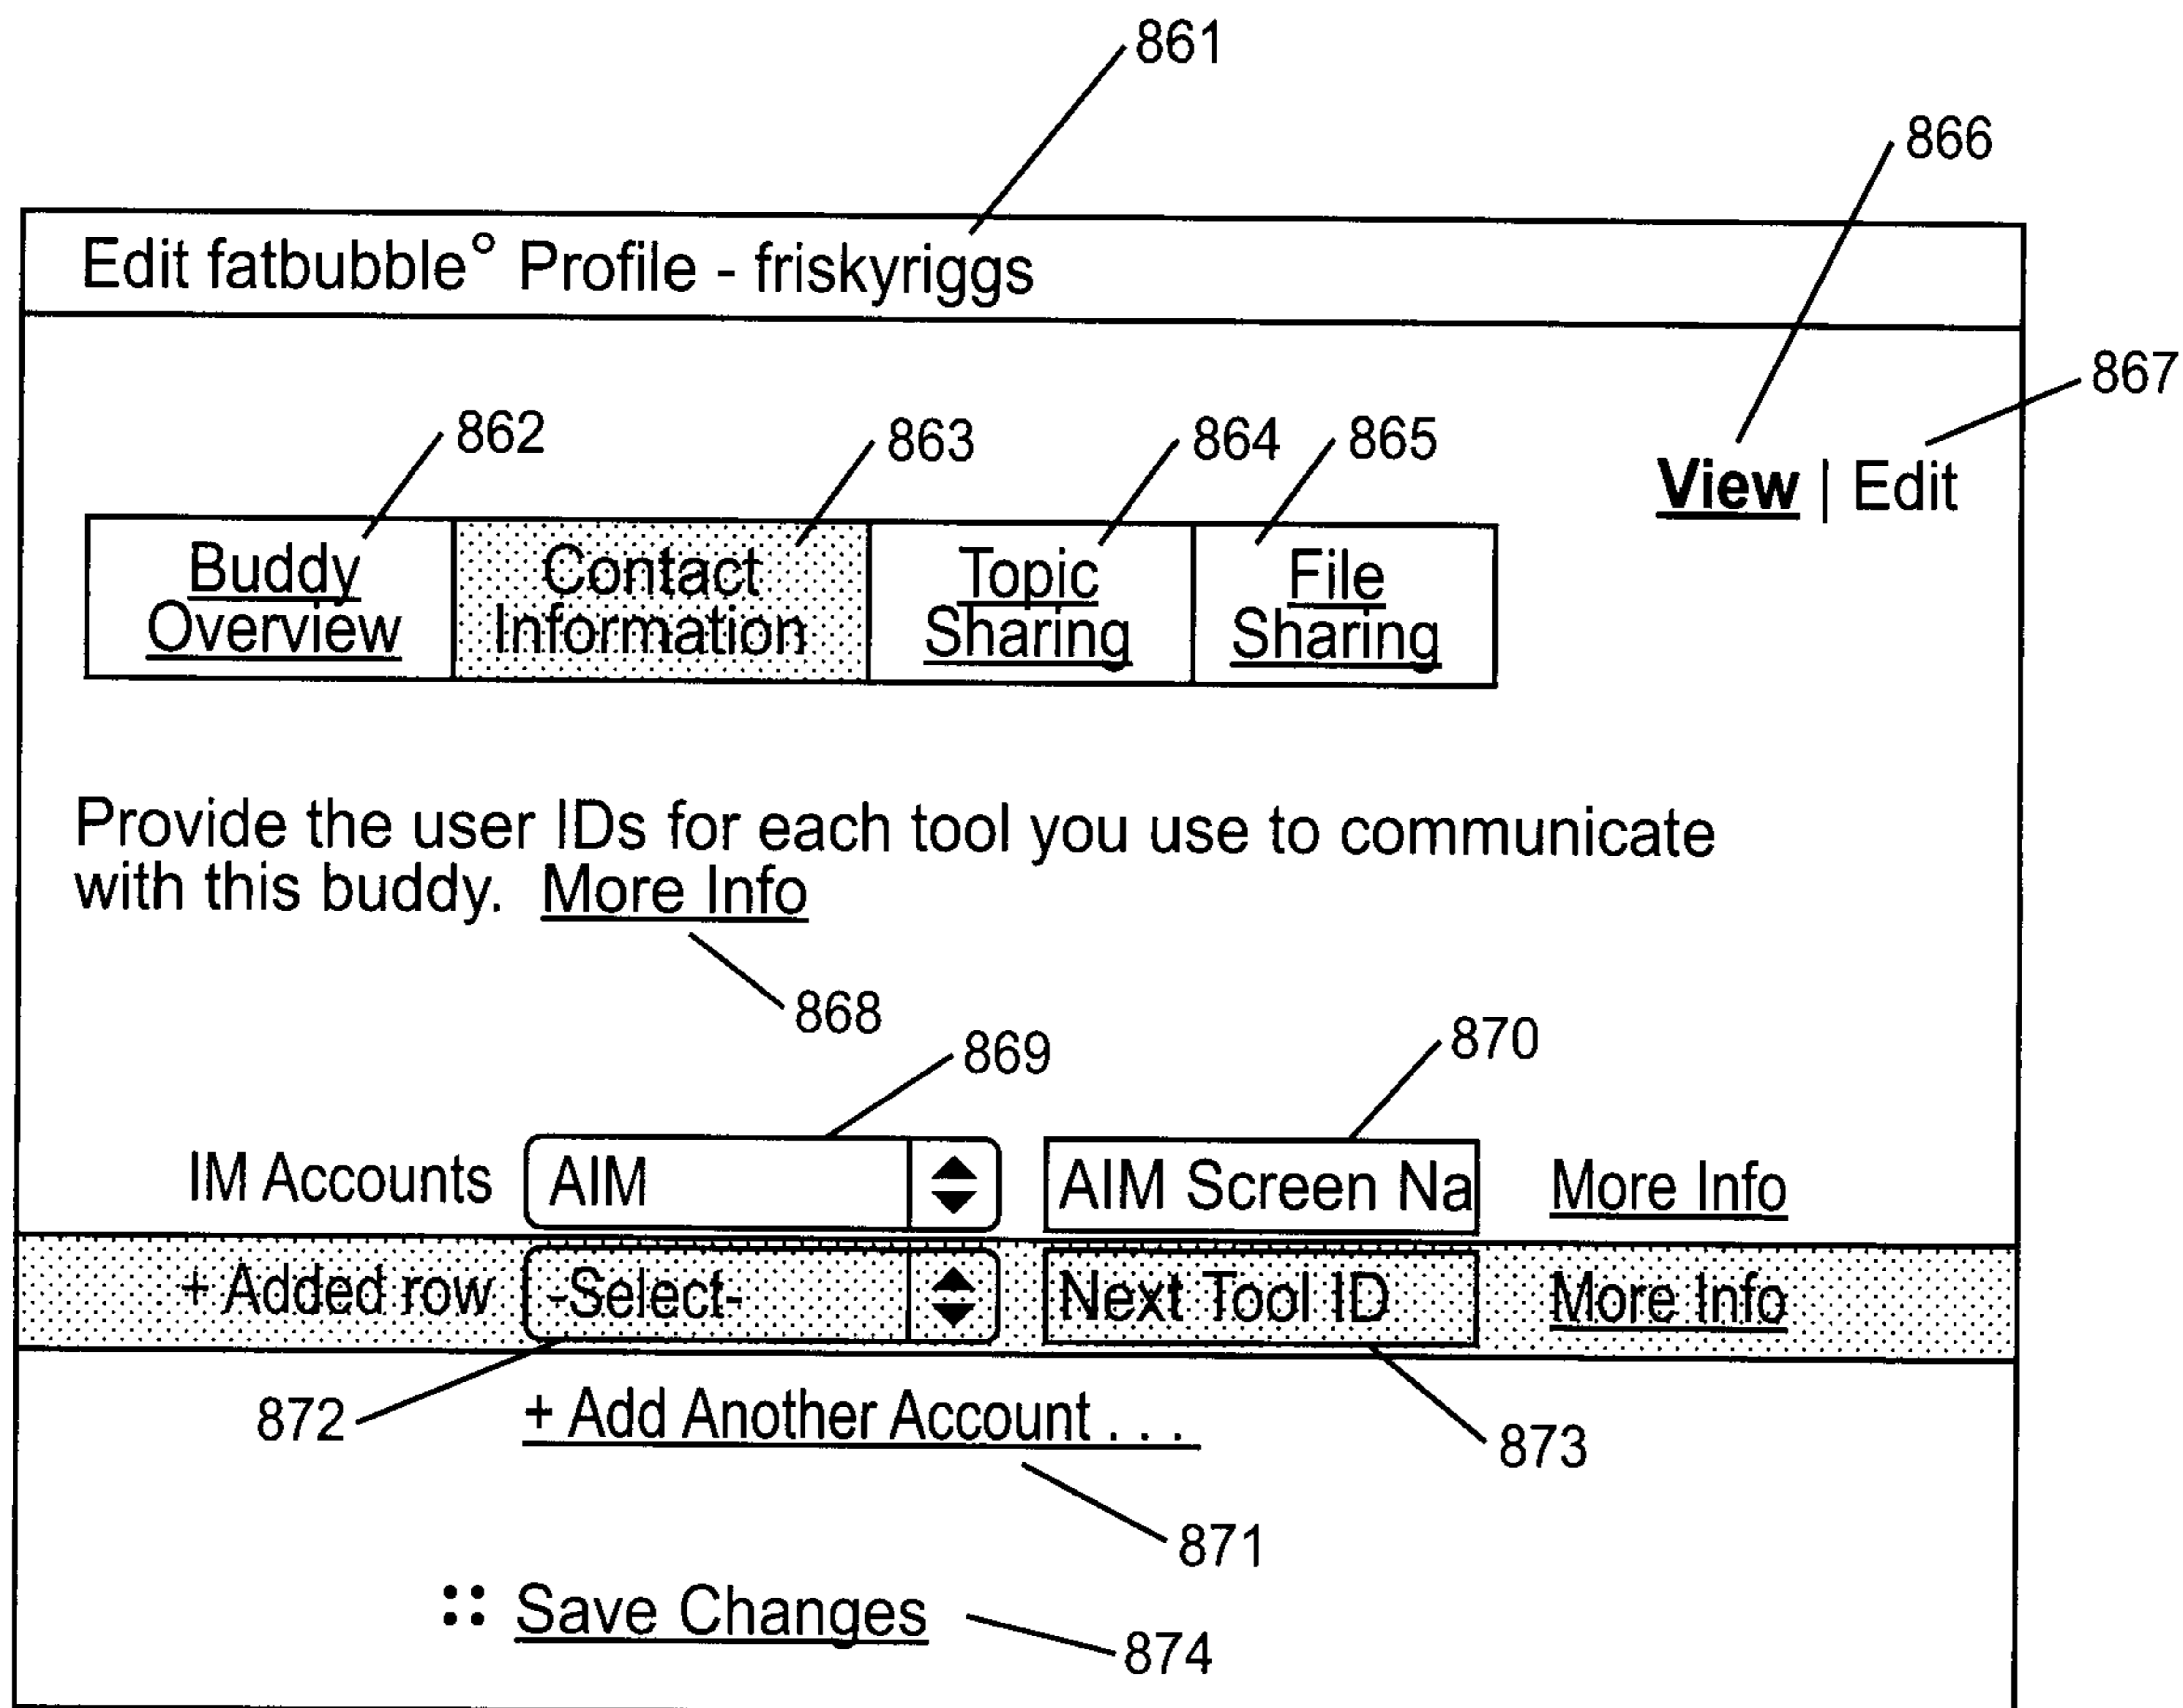 861
866
Edit fatbubble° Profile - friskyriggs
867
862
863
864
865
View | Edit
Buddy
Overview
Contact
Information
Topic
Sharing
File
Sharing
Provide the user IDs for each tool you use to communicate
with this buddy. More Info
868
869
870
IM Accounts AIM AIM Screen Na More Info
+ Added row -Select- Next Tool ID More Info
872
+ Add Another Account . . .
873
871
:: Save Changes
874